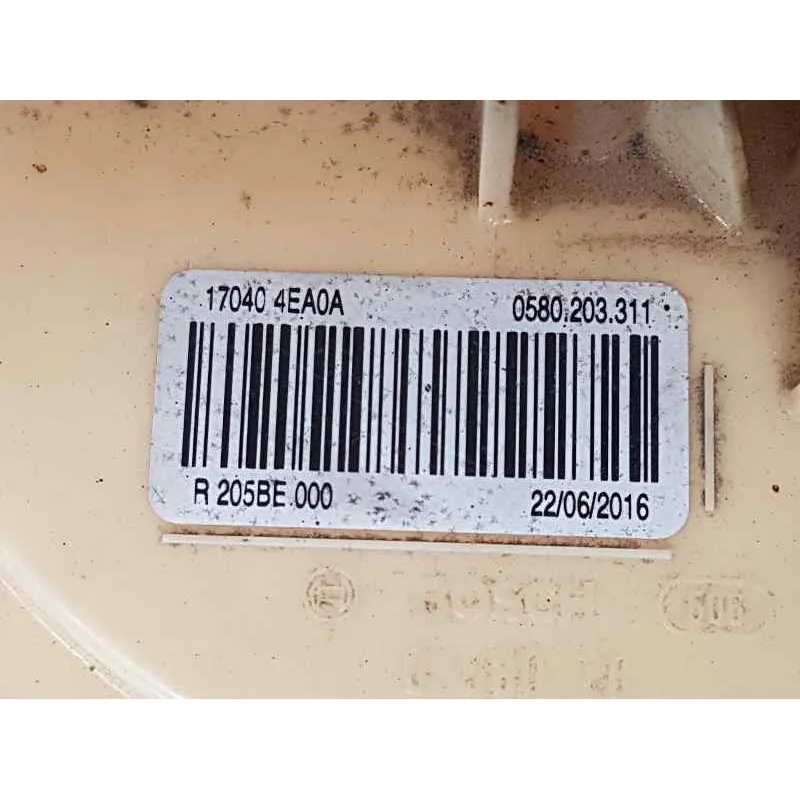 17040 4EA0A 0580.203.311
R 205BE.000 22/06/2016
BOSCH